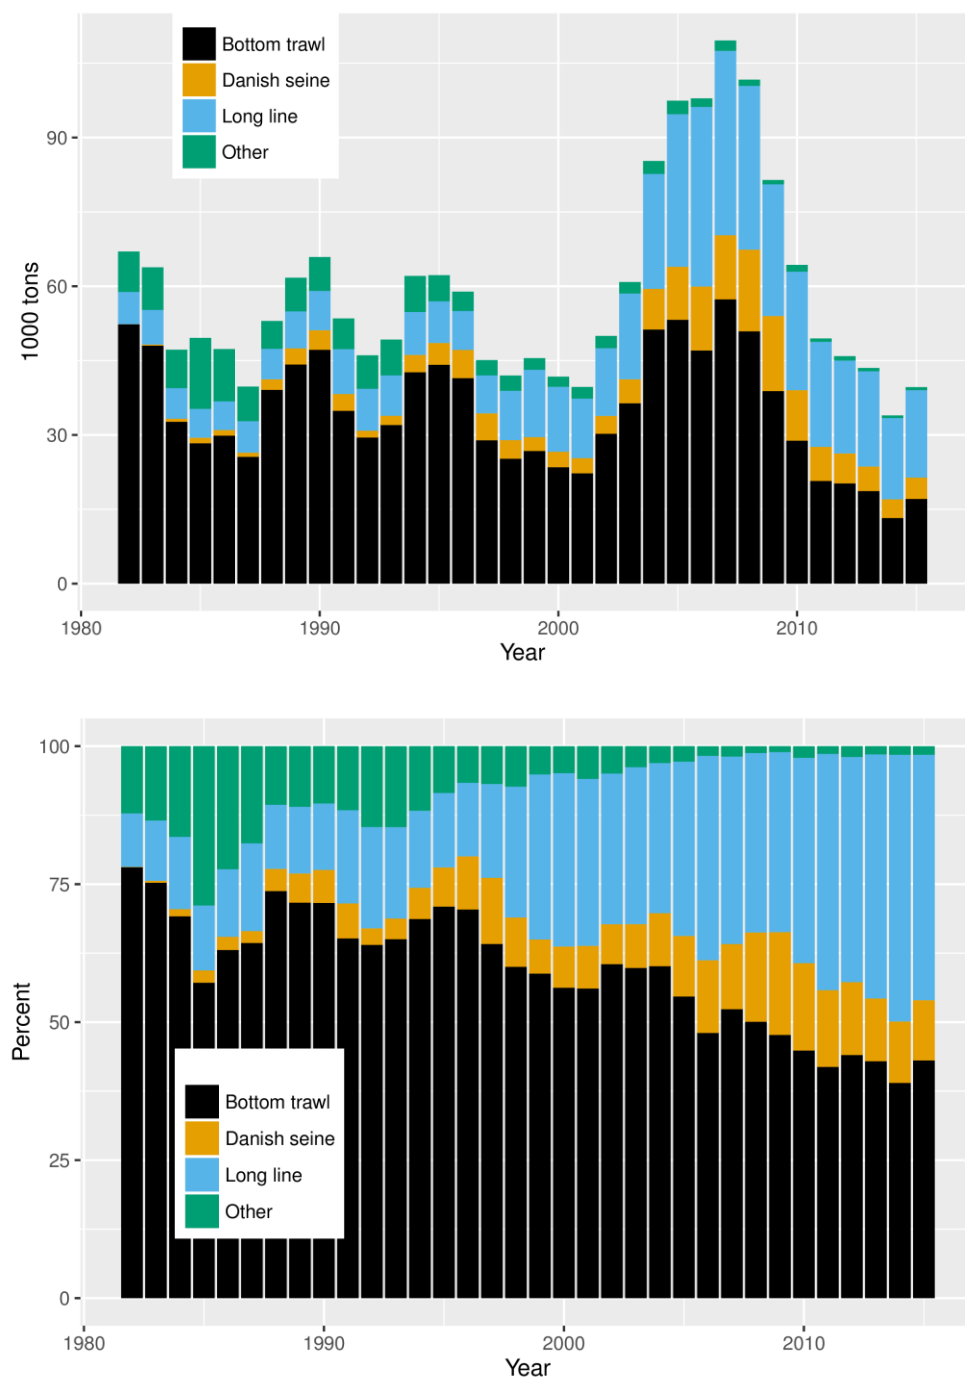 Bottom trawl
Danish seine
Long line
Other
90
60
30
0
1000 tons
1980
1990
2000
2010
Year
100
75
50
25
0
Percent
Bottom trawl
Danish seine
Long line
Other
1980
1990
2000
2010
Year